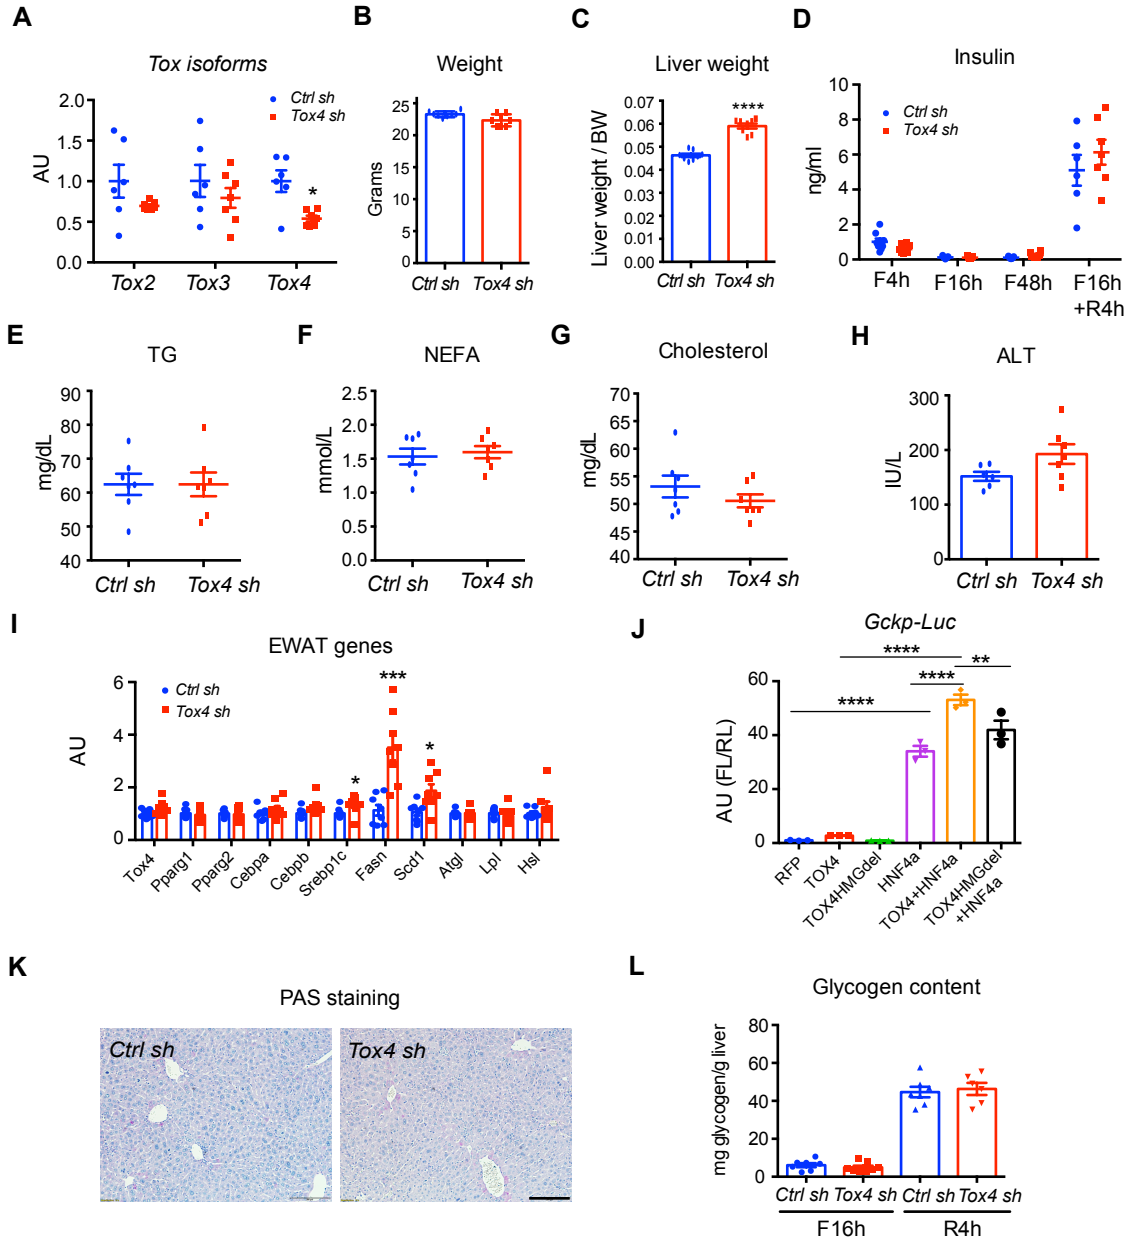 A
Tox isoforms
Ctrl sh
Tox4 sh
AU
2.0
1.5
1.0
0.5
0.0
*
Tox2 Tox3 Tox4
B
Weight
Grams
25
20
15
10
5
0
Ctrl sh Tox4 sh
C
Liver weight
Liver weight / BW
0.07
0.06
0.05
0.04
0.03
0.02
0.01
0.00
****
Ctrl sh Tox4 sh
D
Insulin
Ctrl sh
Tox4 sh
ng/ml
10
8
6
4
2
0
F4h F16h F48h F16h
+R4h
E
TG
mg/dL
90
80
70
60
50
40
Ctrl sh Tox4 sh
F
NEFA
mmol/L
2.5
2.0
1.5
1.0
0.5
0.0
Ctrl sh Tox4 sh
G
Cholesterol
mg/dL
70
65
60
55
50
45
40
Ctrl sh Tox4 sh
H
ALT
IU/L
300
200
100
0
Ctrl sh Tox4 sh
I
EWAT genes
Ctrl sh
Tox4 sh
AU
6
4
2
0
* *** *
Tox4 Pparg1 Pparg2 Cebpa Cebpb Srebp1c Fasn Scd1 Atgl Lpl Hsl
J
Gckp-Luc
AU (FL/RL)
60
40
20
0
****
**
****
****
RFP TOX4 TOX4HMGdel HNF4a TOX4+HNF4a TOX4HMGdel
+HNF4a
K
PAS staining
Ctrl sh
Tox4 sh
L
Glycogen content
mg glycogen/g liver
80
60
40
20
0
Ctrl sh Tox4 sh Ctrl sh Tox4 sh
F16h R4h